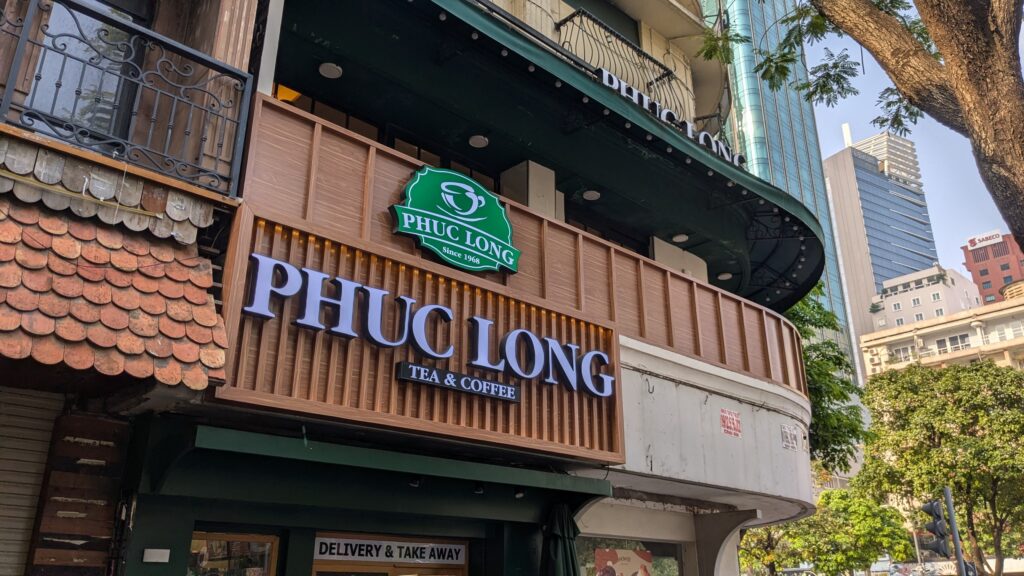 PHUC LONG
PHUC LONG
Since 1968
PHUC LONG
TEA & COFFEE
DELIVERY & TAKE AWAY
SABECO